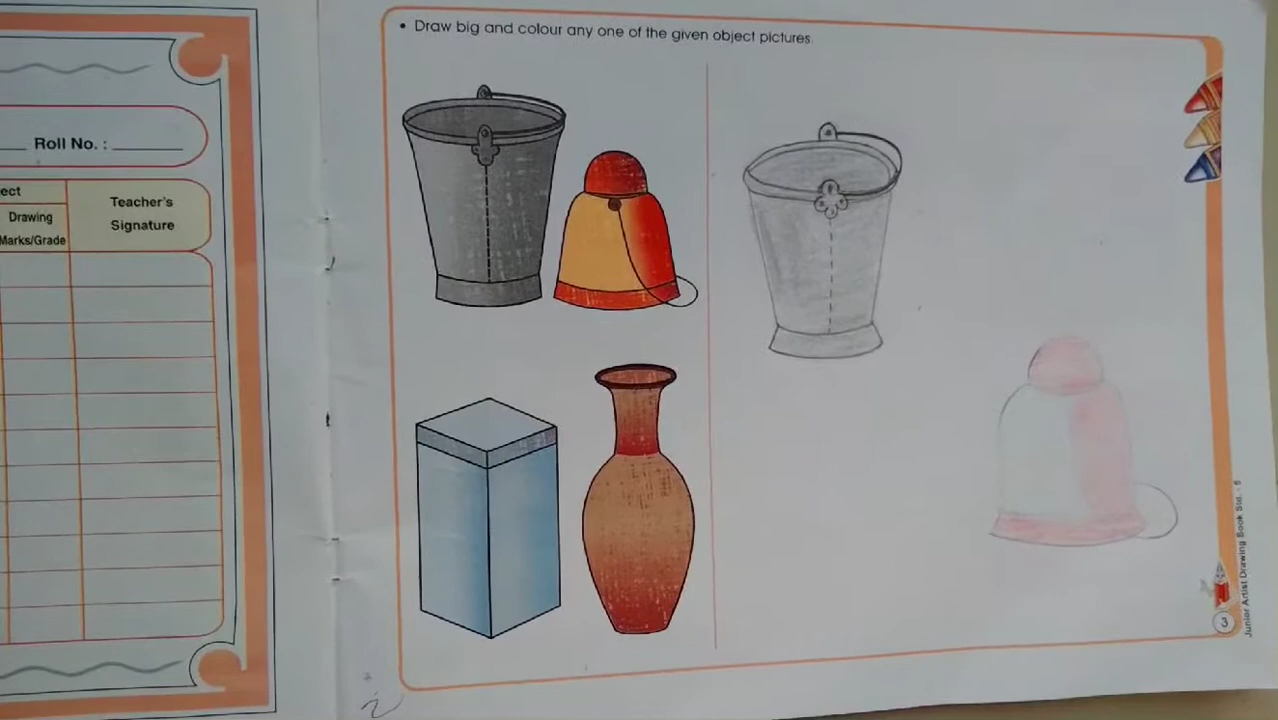 Roll No. :
ect
Drawing
Marks/Grade
Teacher's
Signature
• Draw big and colour any one of the given object pictures.
Junior Artist Drawing Book Std. - 5
3